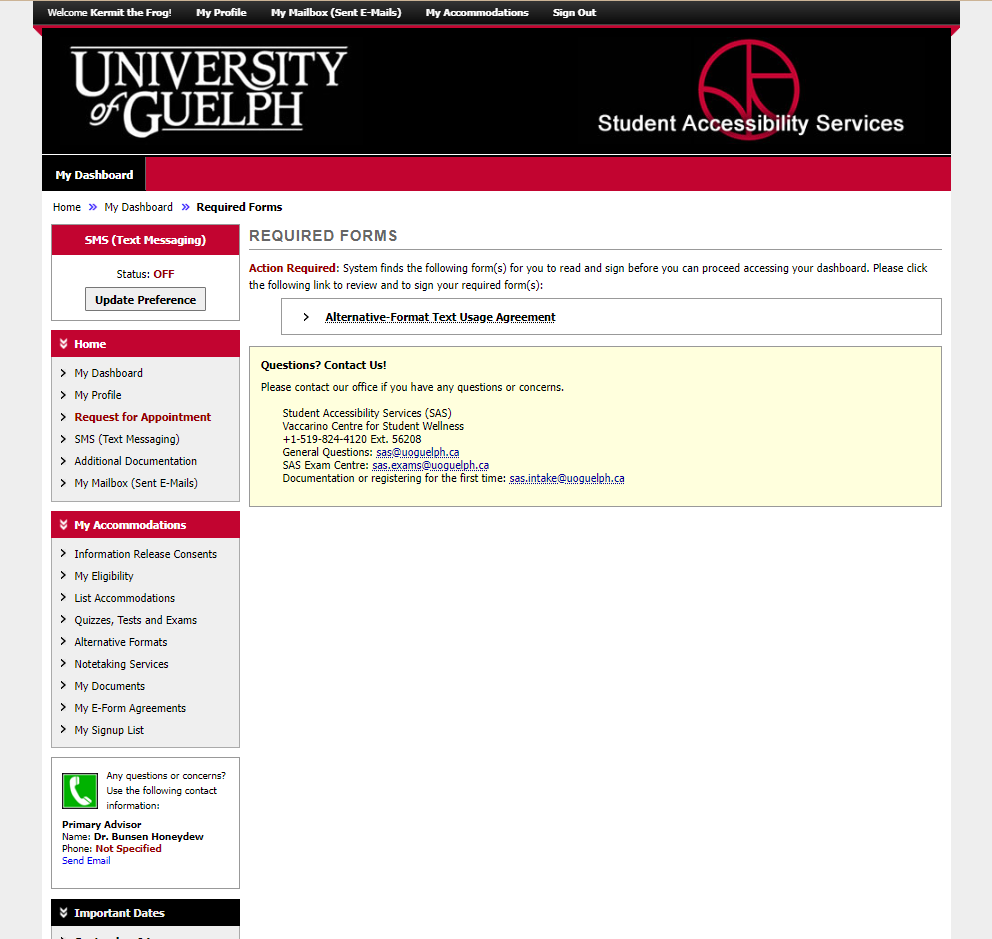 Welcome Kermit the Frog! My Profile My Mailbox (Sent E-Mails) My Accommodations Sign Out
UNIVERSITY
of GUELPH
Student Accessibility Services
My Dashboard
Home » My Dashboard » Required Forms
SMS (Text Messaging)
Status: OFF
Update Preference
Home
My Dashboard
My Profile
Request for Appointment
SMS (Text Messaging)
Additional Documentation
My Mailbox (Sent E-Mails)
My Accommodations
Information Release Consents
My Eligibility
List Accommodations
Quizzes, Tests and Exams
Alternative Formats
Notetaking Services
My Documents
My E-Form Agreements
My Signup List
Any questions or concerns?
Use the following contact
information:
Primary Advisor
Name: Dr. Bunsen Honeydew
Phone: Not Specified
Send Email
Important Dates
REQUIRED FORMS
Action Required: System finds the following form(s) for you to read and sign before you can proceed accessing your dashboard. Please click
the following link to review and to sign your required form(s):
Alternative-Format Text Usage Agreement
Questions? Contact Us!
Please contact our office if you have any questions or concerns.
Student Accessibility Services (SAS)
Vaccarino Centre for Student Wellness
+1-519-824-4120 Ext. 56208
General Questions: sas@uoguelph.ca
SAS Exam Centre: sas.exams@uoguelph.ca
Documentation or registering for the first time: sas.intake@uoguelph.ca